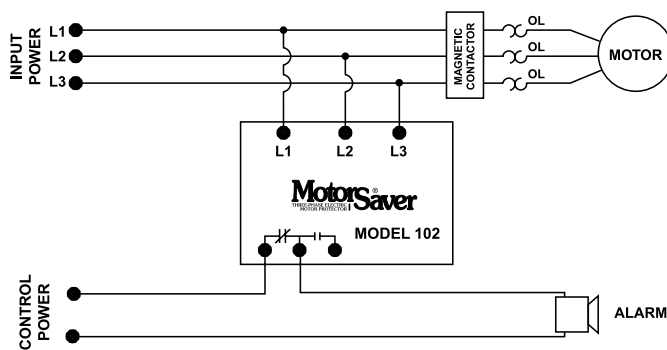 INPUT
POWER
L1
L2
L3
MAGNETIC
CONTACTOR
OL
OL
OL
MOTOR
L1 L2 L3
MotorSaver®
THREE-PHASE ELECTRIC
MOTOR PROTECTOR
MODEL 102
CONTROL
POWER
ALARM